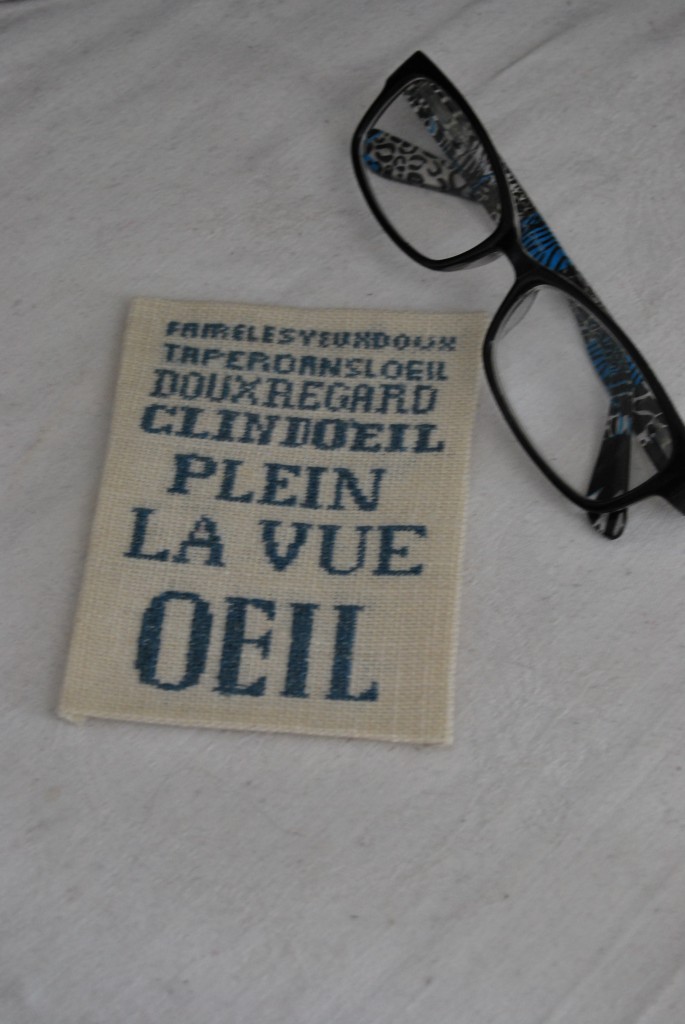 FAIRELESYEUXDOUX
TAPERDANSLOEIL
DOUXREGARD
CLINDOEIL
PLEIN
LA VUE
OEIL